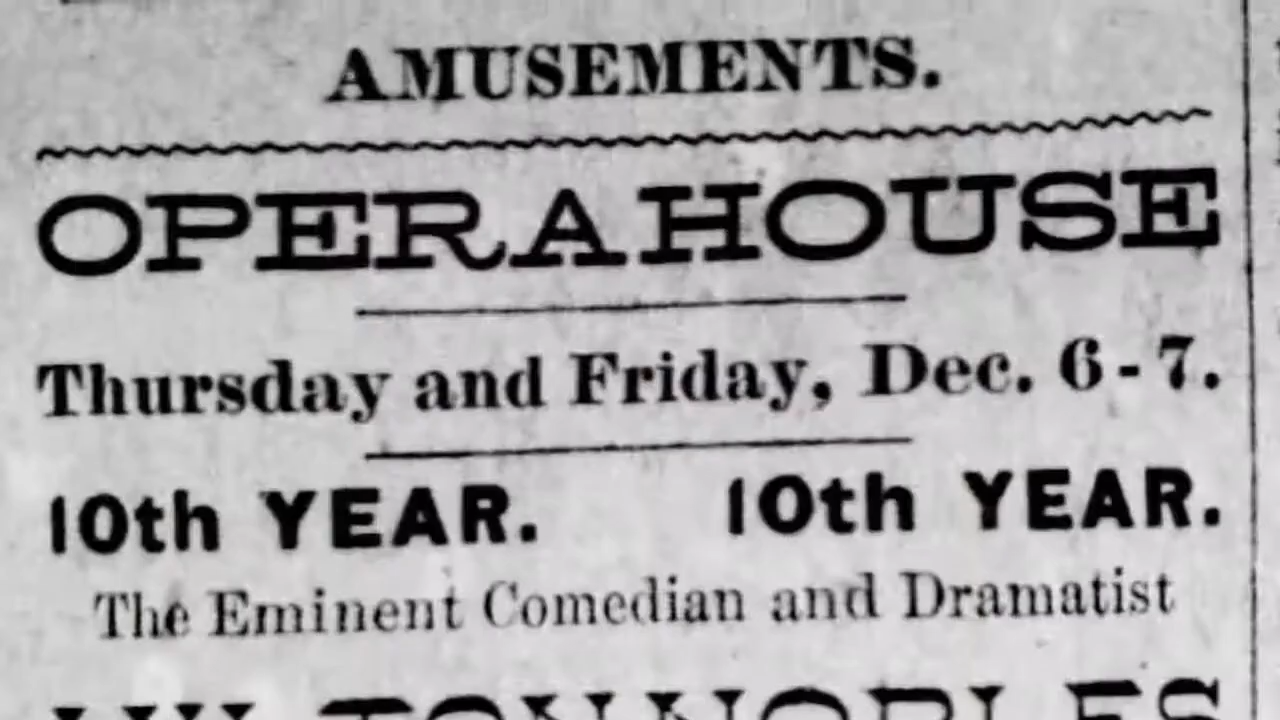 AMUSEMENTS.
OPERA HOUSE
Thursday and Friday, Dec. 6-7.
10th YEAR. 10th YEAR.
The Eminent Comedian and Dramatist